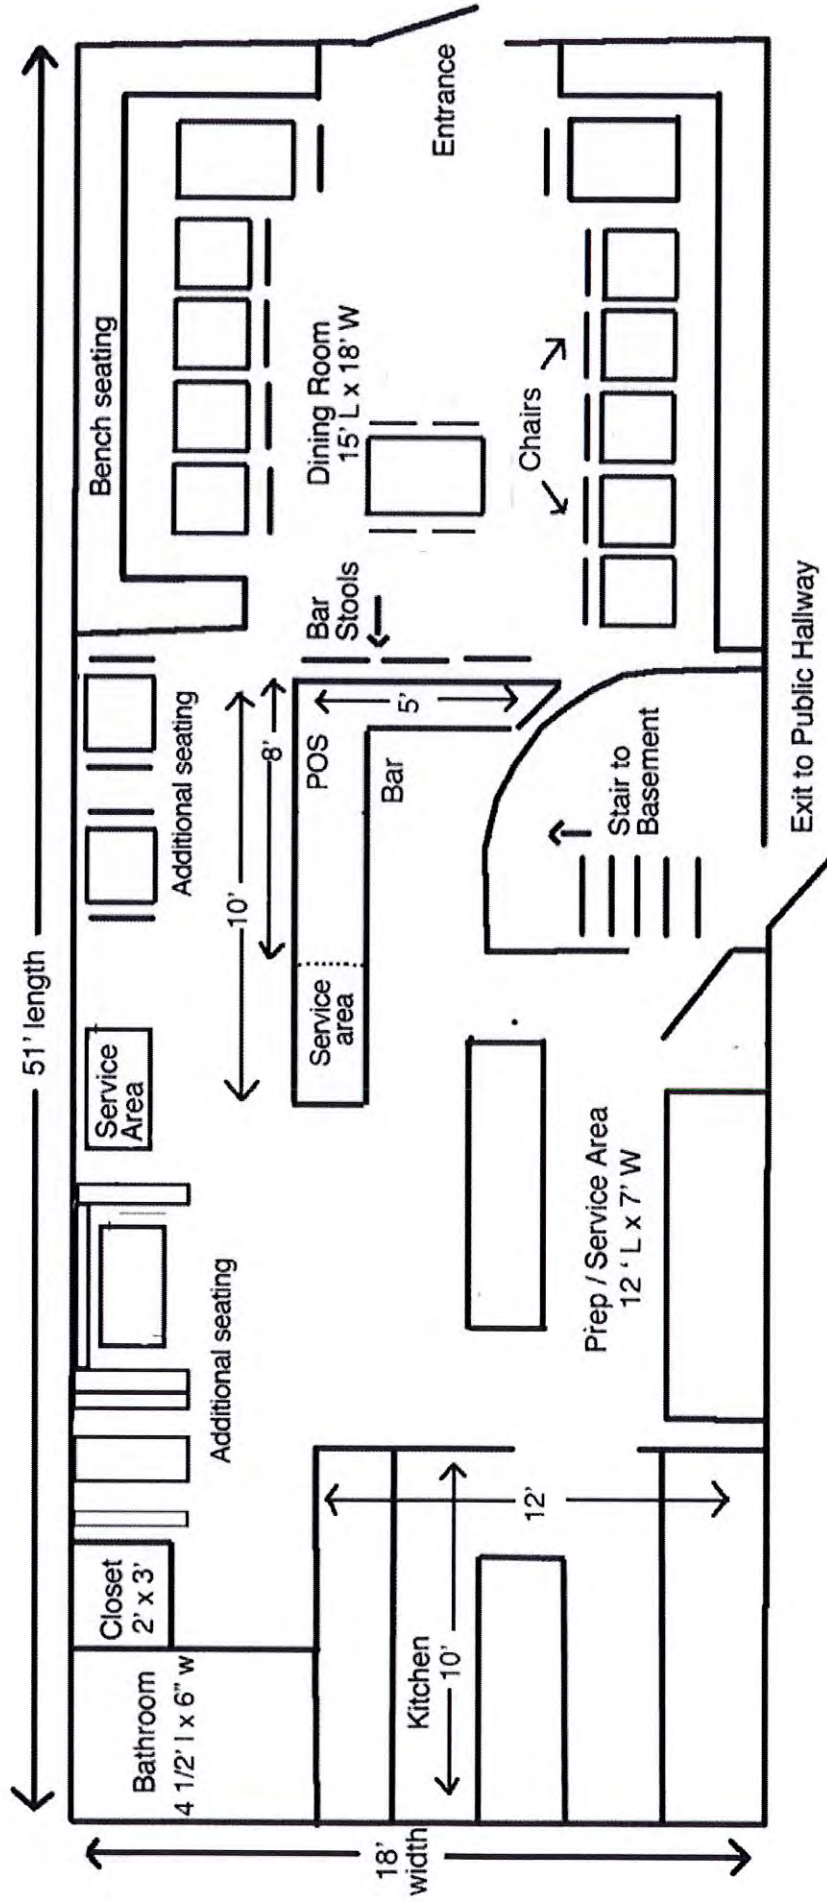 51' length
18'
width
Bathroom
4 1/2' l x 6" w
Closet
2' x 3'
Additional seating
Service
Area
Additional seating
Bench seating
Kitchen
10'
12'
10'
8'
Service
area
POS
5'
Bar
Bar
Stools
Dining Room
15' L x 18' W
Entrance
Chairs
Prep / Service Area
12 ' L x 7' W
Stair to
Basement
Exit to Public Hallway